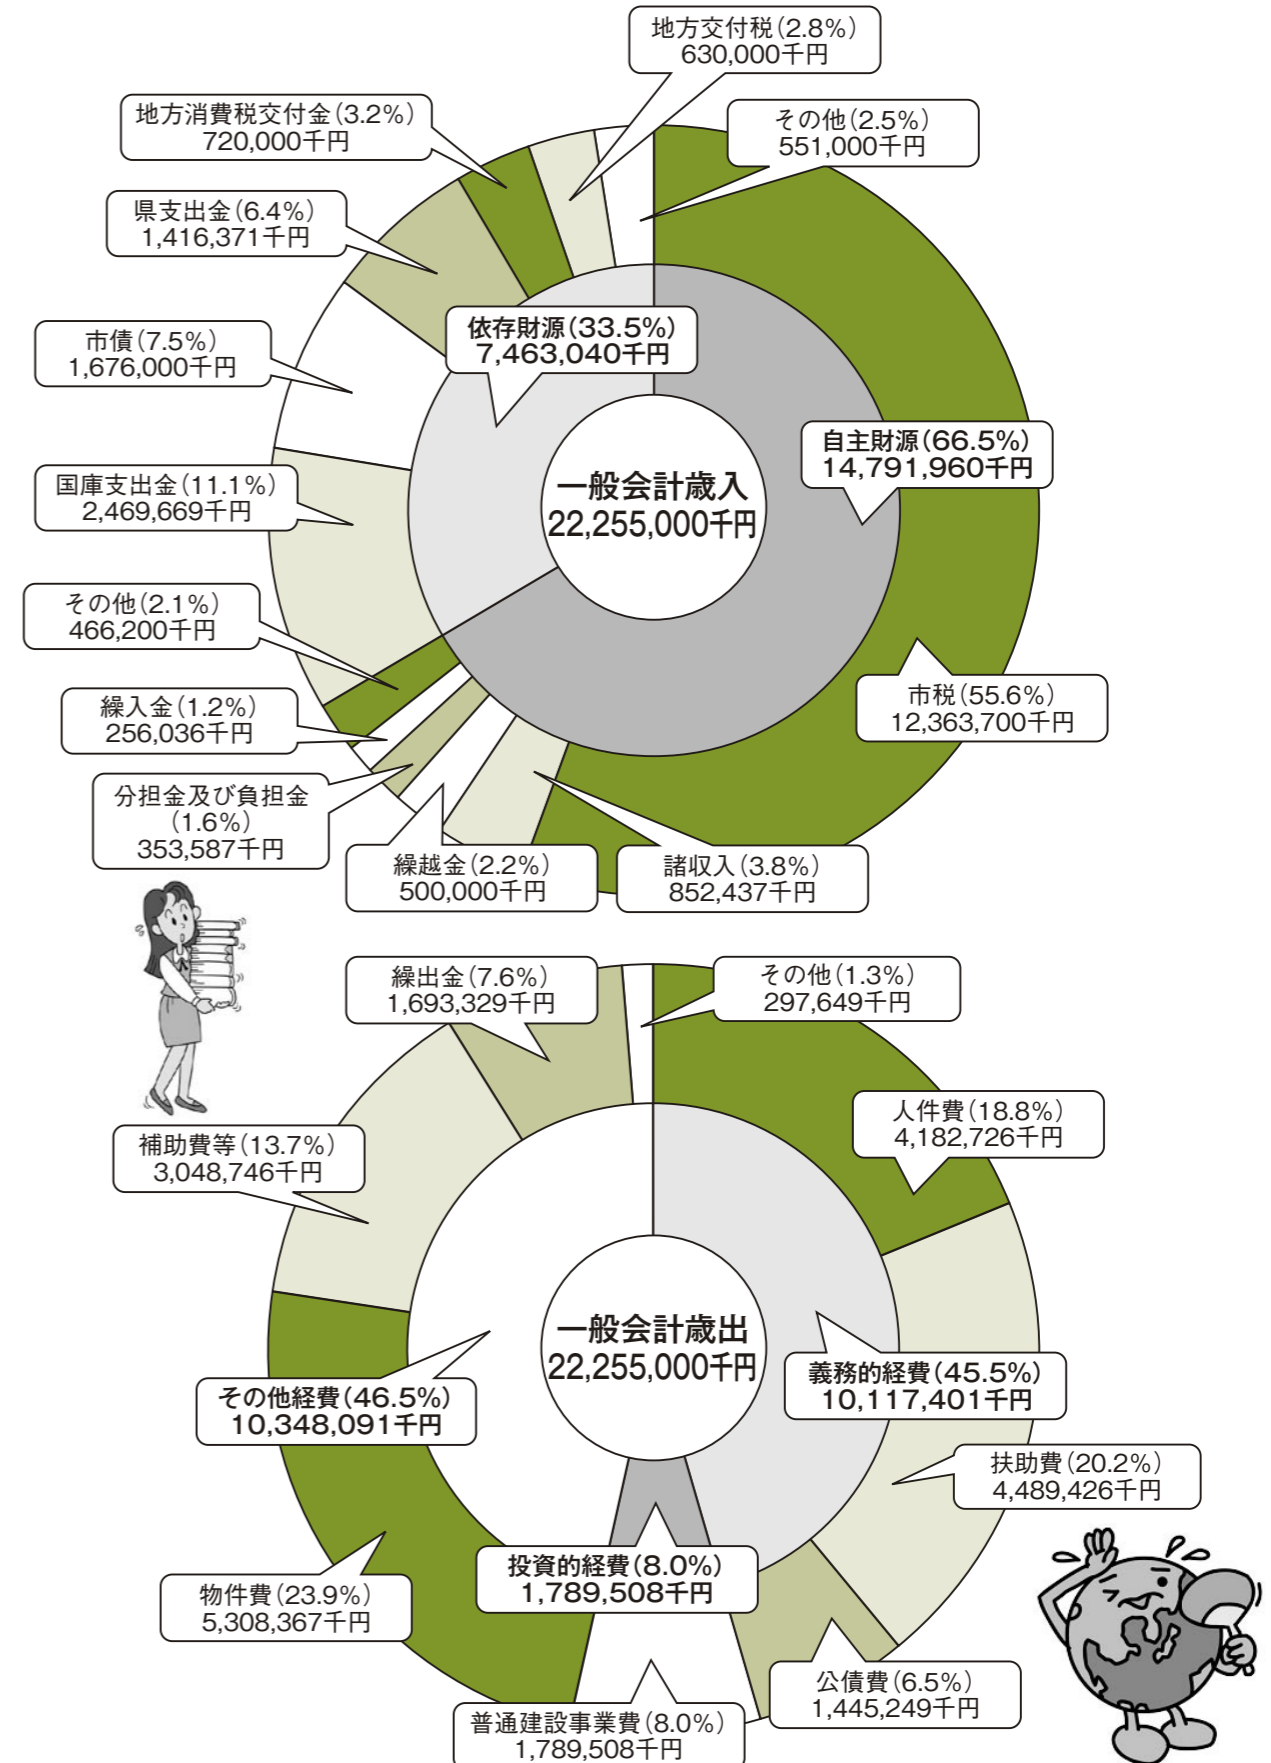 地方交付税(2.8%)
630,000千円
その他(2.5%)
551,000千円
地方消費税交付金(3.2%)
720,000千円
県支出金(6.4%)
1,416,371千円
依存財源(33.5%)
7,463,040千円
市債(7.5%)
1,676,000千円
自主財源(66.5%)
14,791,960千円
一般会計歳入
22,255,000千円
国庫支出金(11.1%)
2,469,669千円
その他(2.1%)
466,200千円
繰入金(1.2%)
256,036千円
市税(55.6%)
12,363,700千円
分担金及び負担金
(1.6%)
353,587千円
繰越金(2.2%)
500,000千円
諸収入(3.8%)
852,437千円
繰出金(7.6%)
1,693,329千円
その他(1.3%)
297,649千円
人件費(18.8%)
4,182,726千円
補助費等(13.7%)
3,048,746千円
一般会計歳出
22,255,000千円
義務的経費(45.5%)
10,117,401千円
その他経費(46.5%)
10,348,091千円
扶助費(20.2%)
4,489,426千円
投資的経費(8.0%)
1,789,508千円
物件費(23.9%)
5,308,367千円
公債費(6.5%)
1,445,249千円
普通建設事業費(8.0%)
1,789,508千円